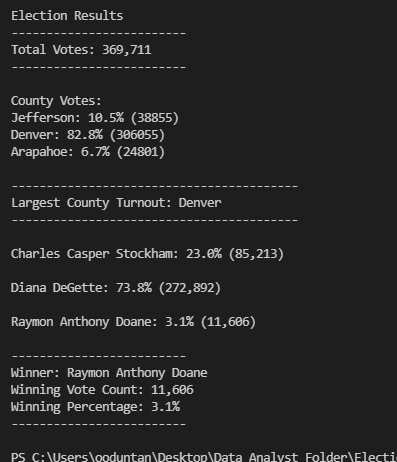 Election Results
-------------------------
Total Votes: 369,711
-------------------------
County Votes:
Jefferson: 10.5% (38855)
Denver: 82.8% (306055)
Arapahoe: 6.7% (24801)
-----------------------------------------
Largest County Turnout: Denver
-----------------------------------------
Charles Casper Stockham: 23.0% (85,213)
Diana DeGette: 73.8% (272,892)
Raymon Anthony Doane: 3.1% (11,606)
-------------------------
Winner: Raymon Anthony Doane
Winning Vote Count: 11,606
Winning Percentage: 3.1%
-------------------------
PS C:\Users\ooduntan\Desktop\Data Analyst Folder\Electi